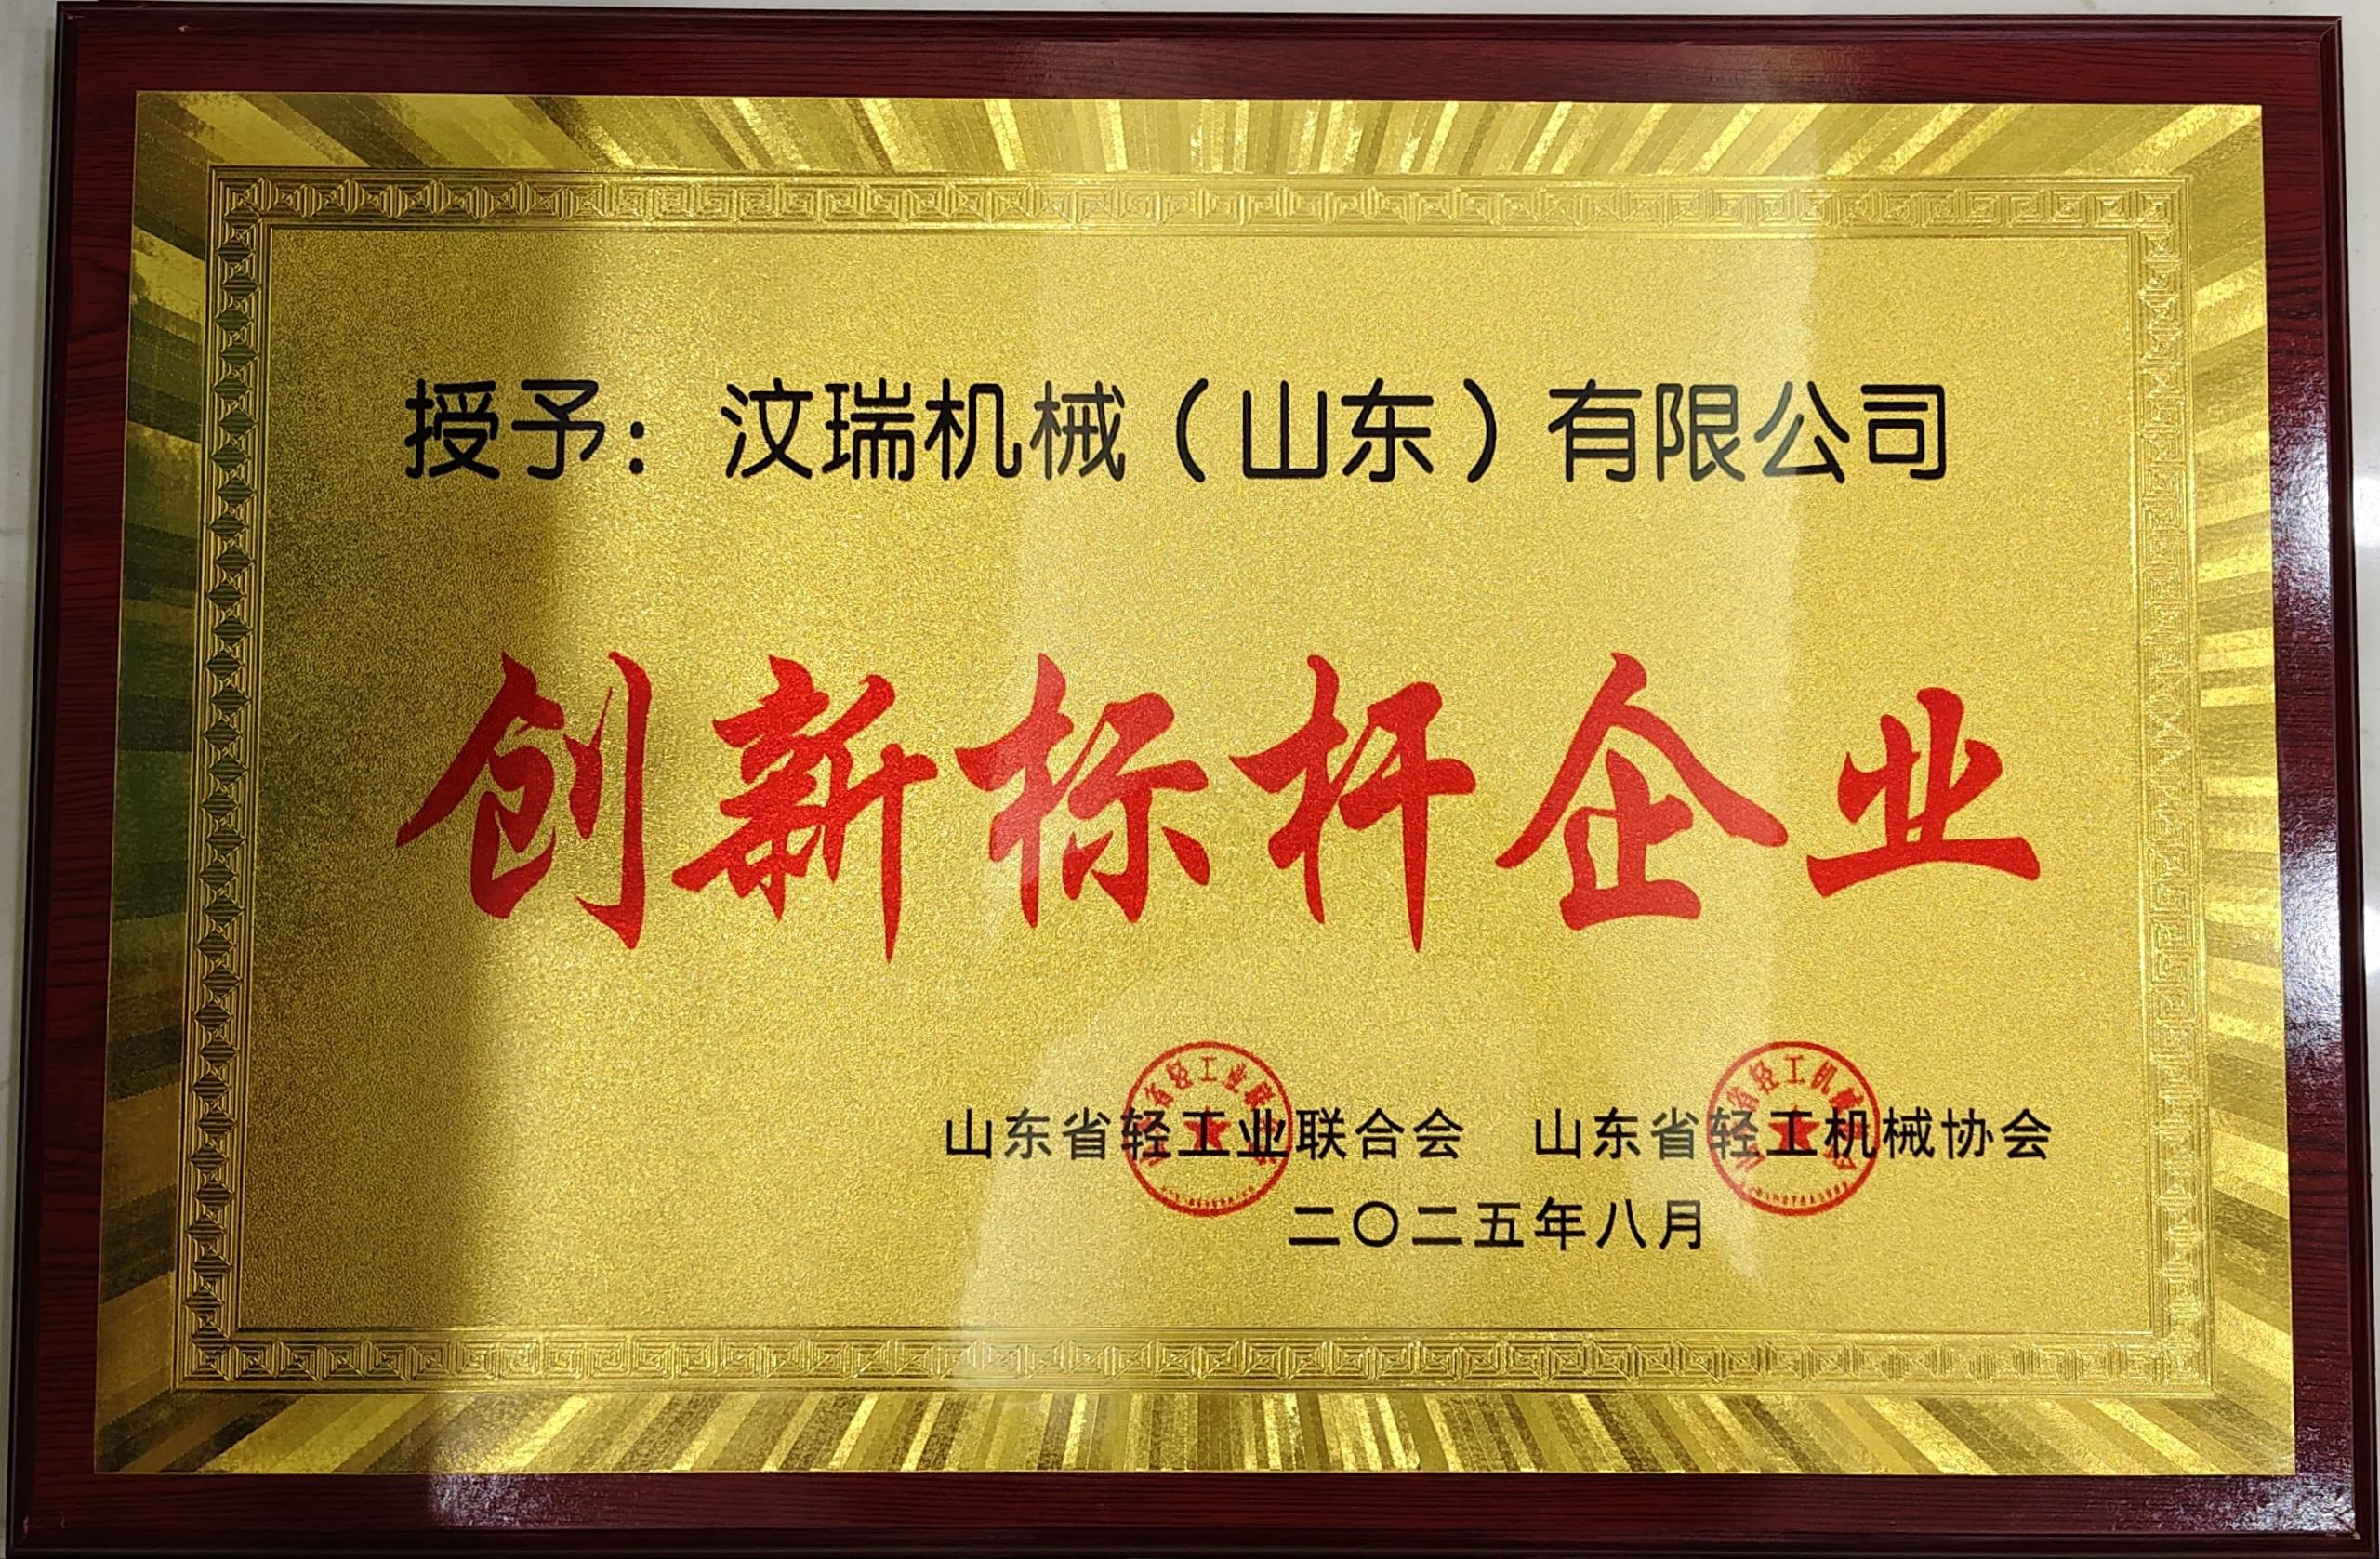 授予：汶瑞机械（山东）有限公司
创新标杆企业
山东省轻工业联合会 山东省轻工机械协会
二〇二五年八月